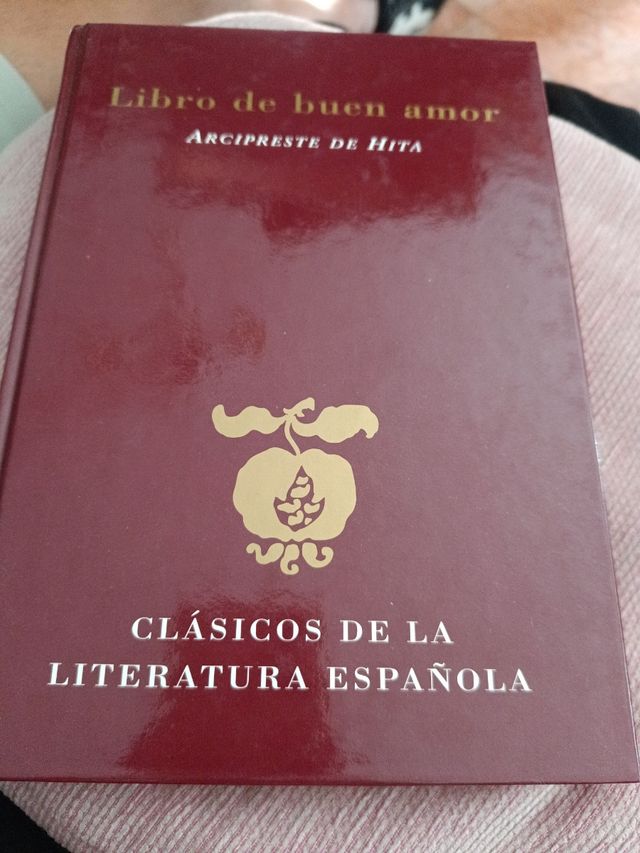 Libro de buen amor
ARCIPRESTE DE HITA
CLÁSICOS DE LA
LITERATURA ESPAÑOLA